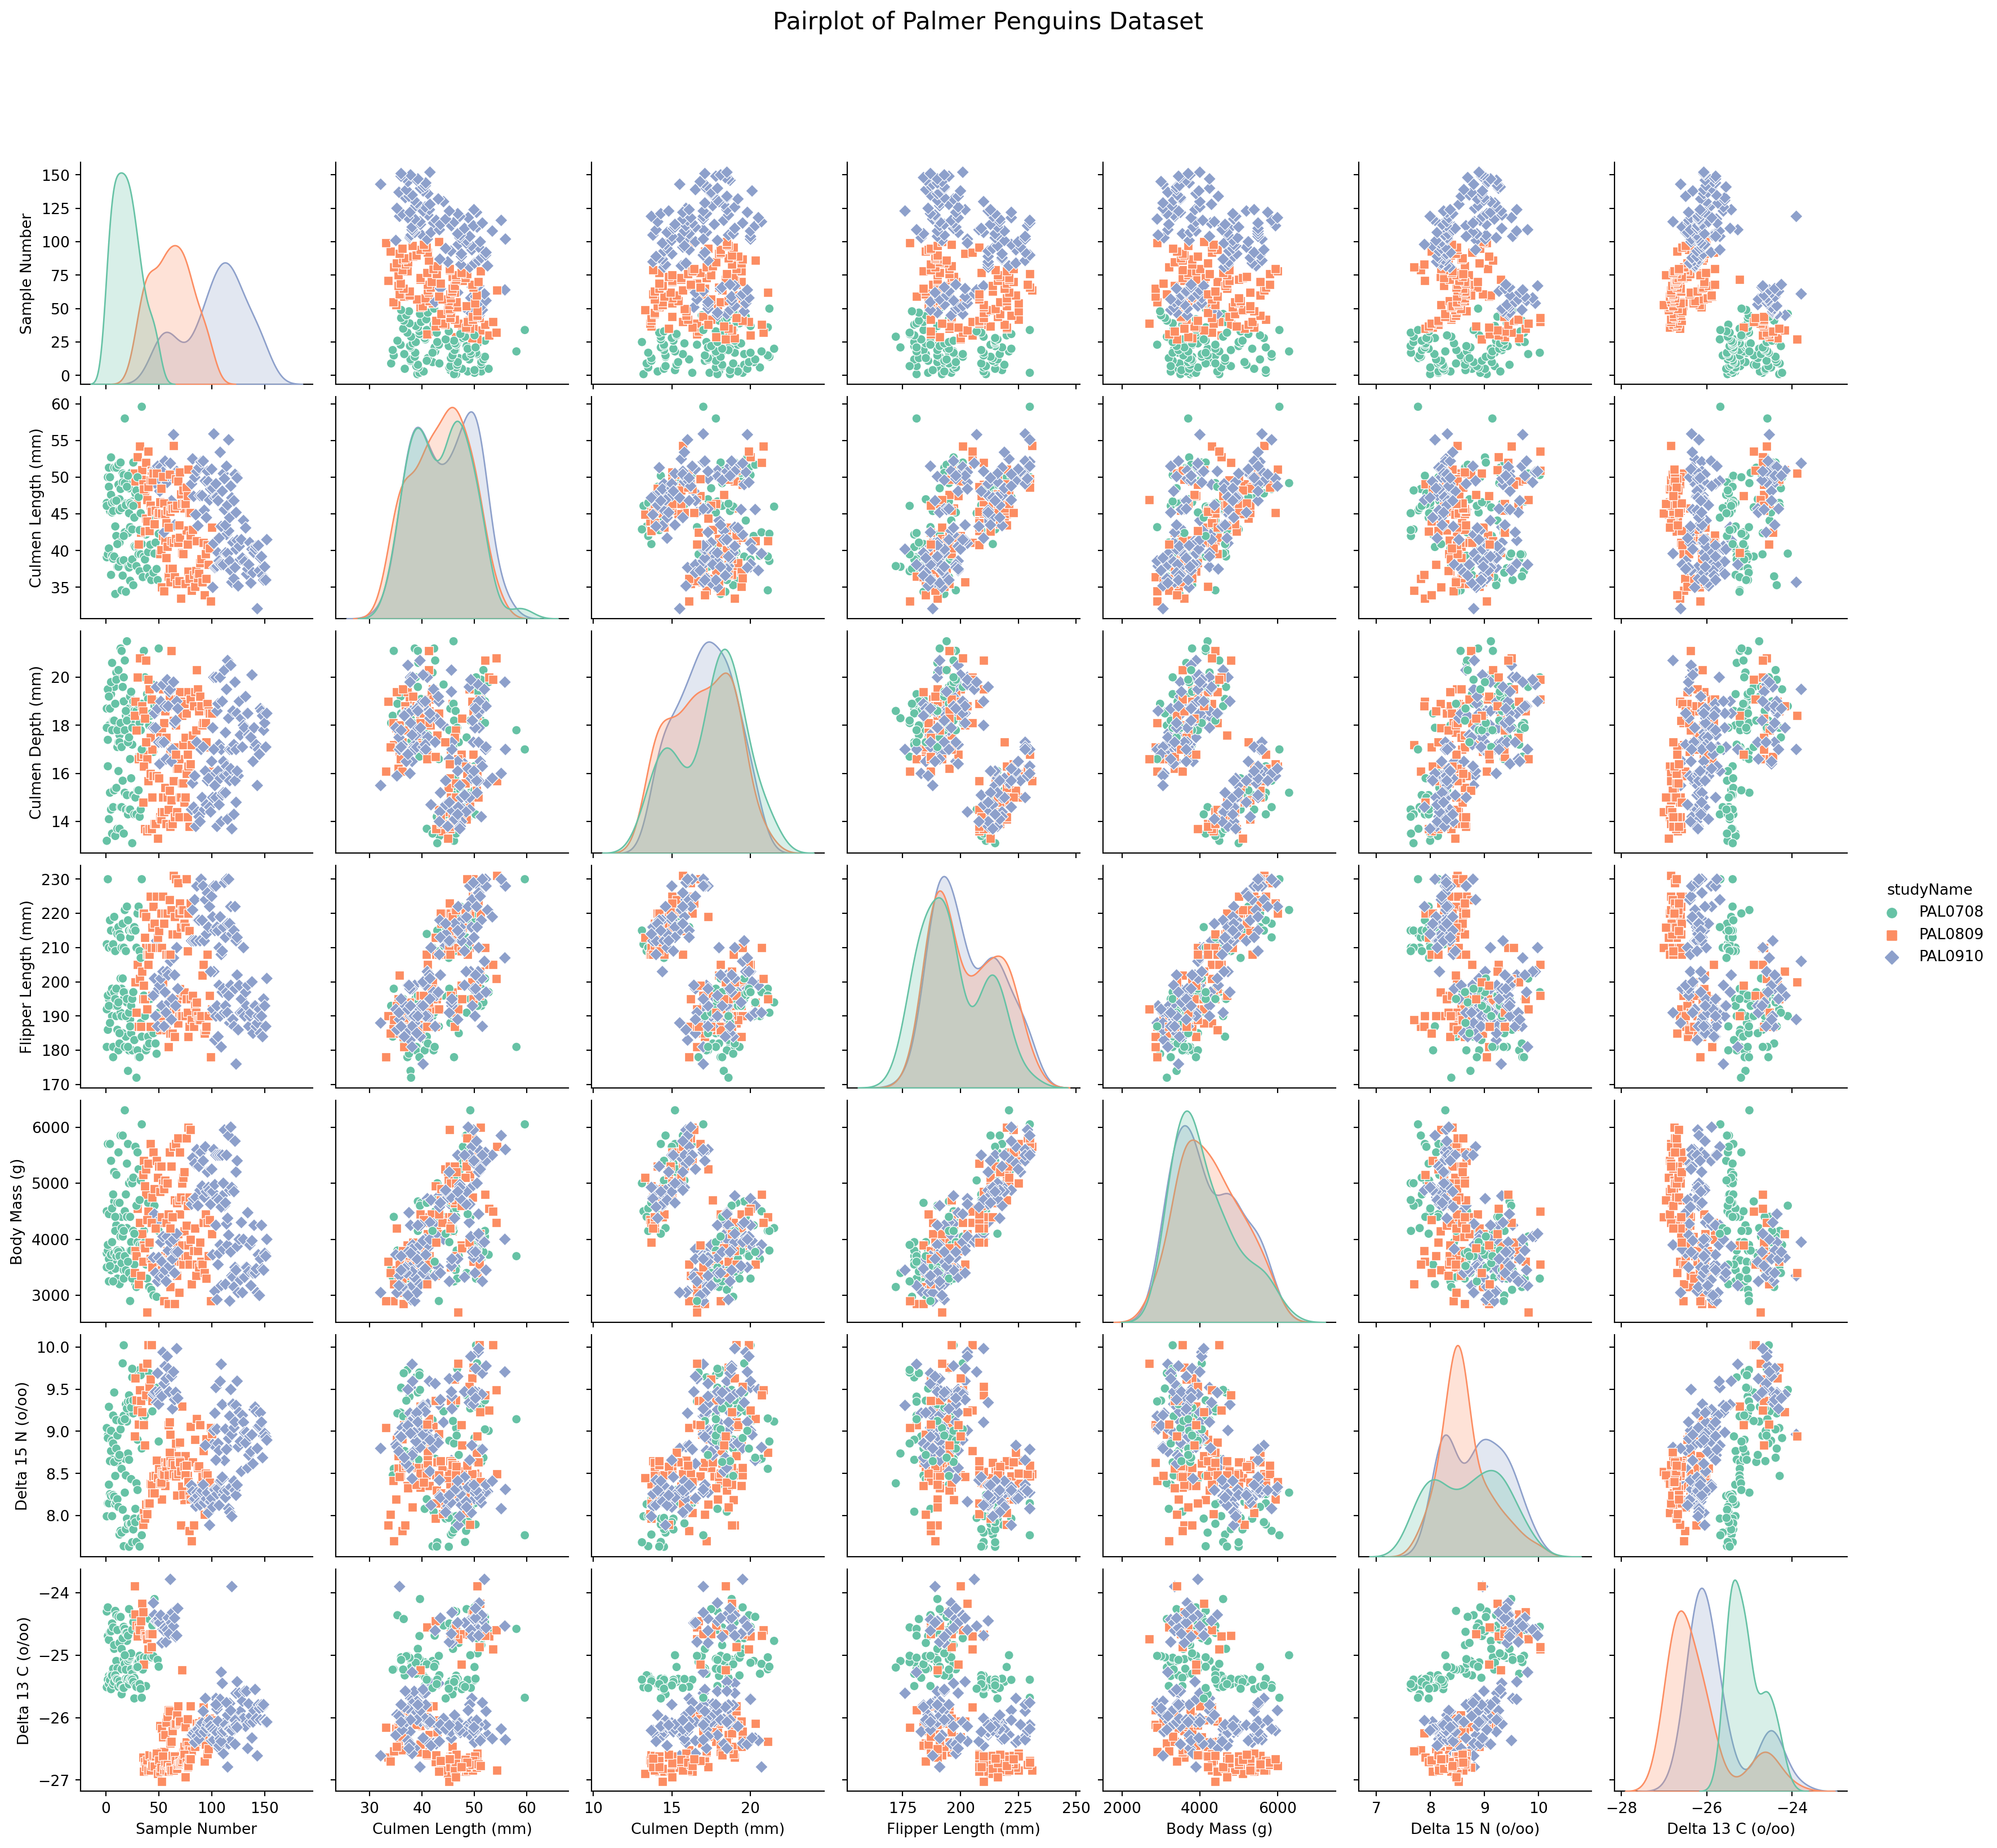 Pairplot of Palmer Penguins Dataset
Sample Number
150
125
100
75
50
25
0
Culmen Length (mm)
60
55
50
45
40
35
Culmen Depth (mm)
20
18
16
14
Flipper Length (mm)
230
220
210
200
190
180
170
studyName
PAL0708
PAL0809
PAL0910
Body Mass (g)
6000
5000
4000
3000
Delta 15 N (o/oo)
10.0
9.5
9.0
8.5
8.0
Delta 13 C (o/oo)
−24
−25
−26
−27
0 50 100 150
30 40 50 60
10 15 20
175 200 225 250
2000 4000 6000
7 8 9 10
−28 −26 −24
Sample Number
Culmen Length (mm)
Culmen Depth (mm)
Flipper Length (mm)
Body Mass (g)
Delta 15 N (o/oo)
Delta 13 C (o/oo)